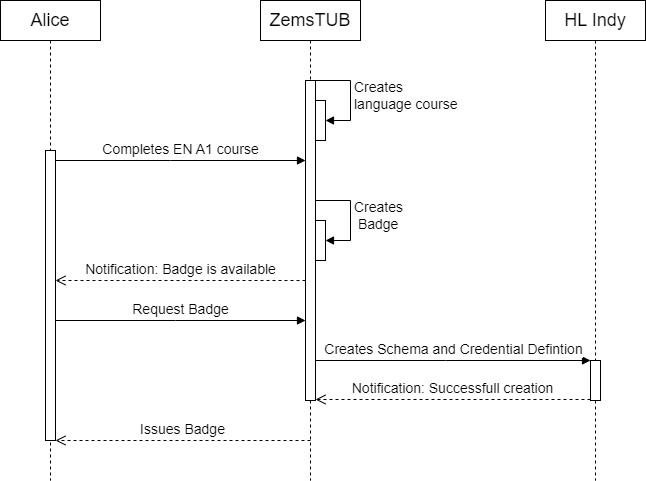 Alice
ZemsTUB
HL Indy
Creates
language course
Completes EN A1 course
Creates
Badge
Notification: Badge is available
Request Badge
Creates Schema and Credential Defintion
Notification: Successfull creation
Issues Badge